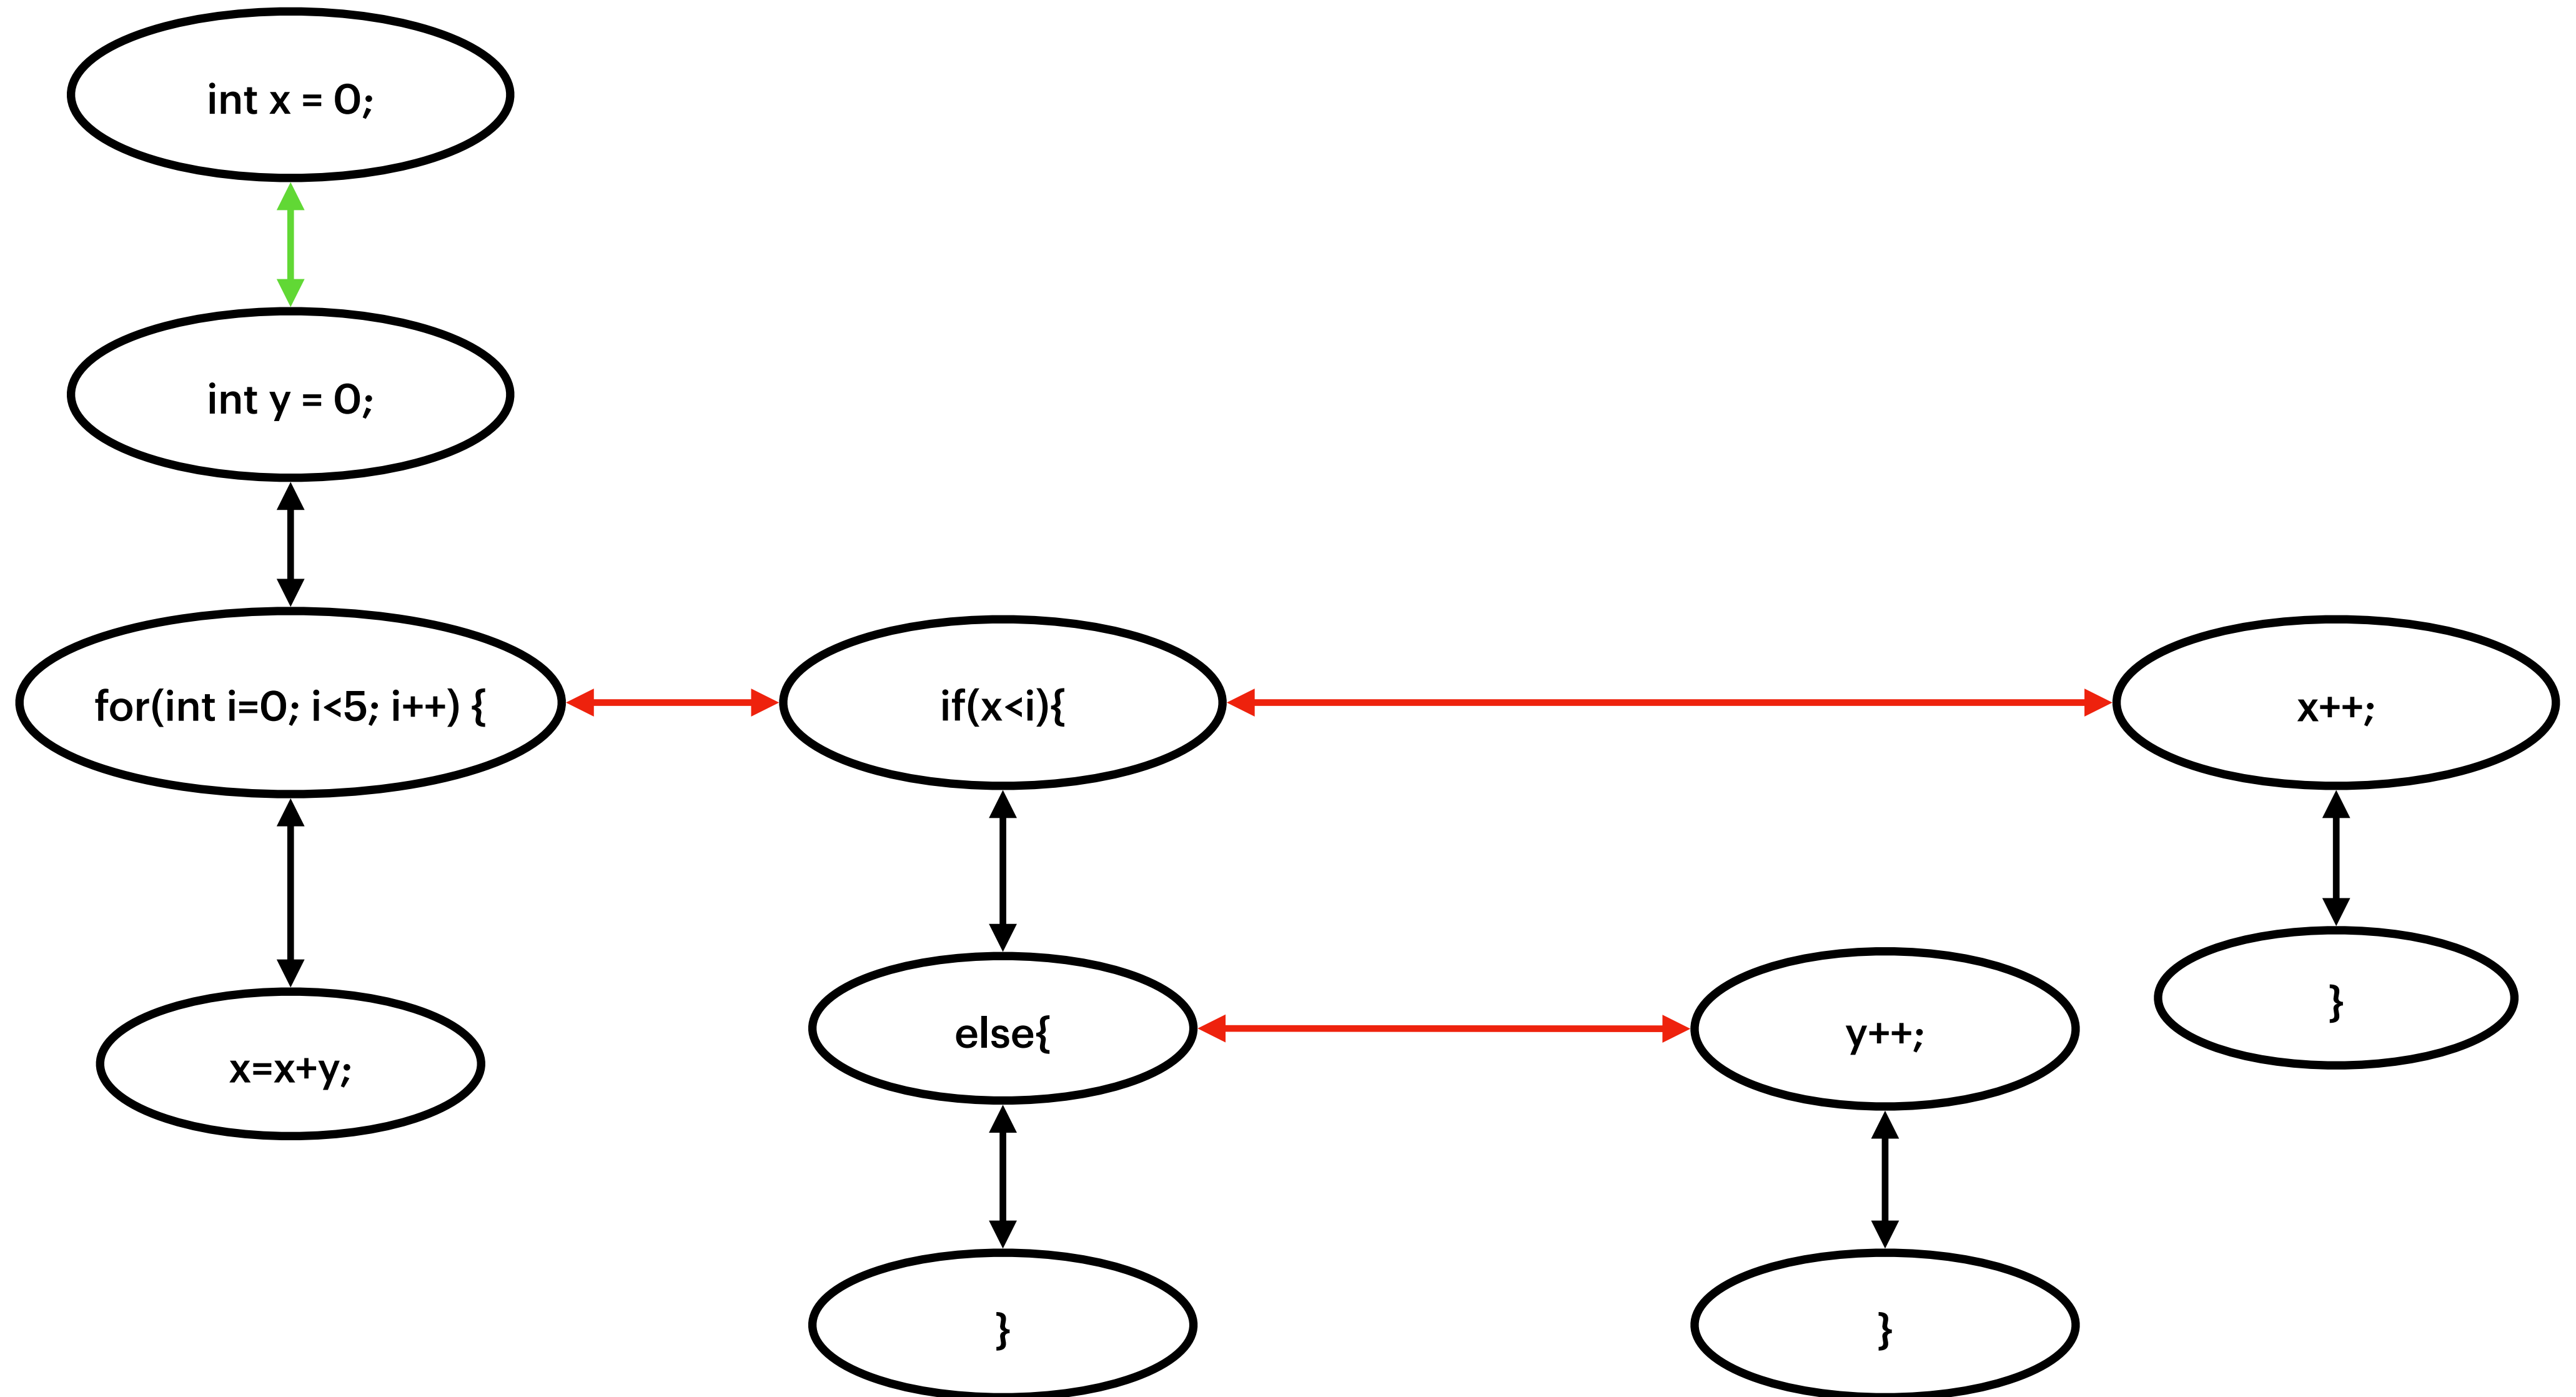 int x = 0;
int y = 0;
for(int i=0; i<5; i++) {
if(x<i){
x++;
}
else{
y++;
}
}
x=x+y;